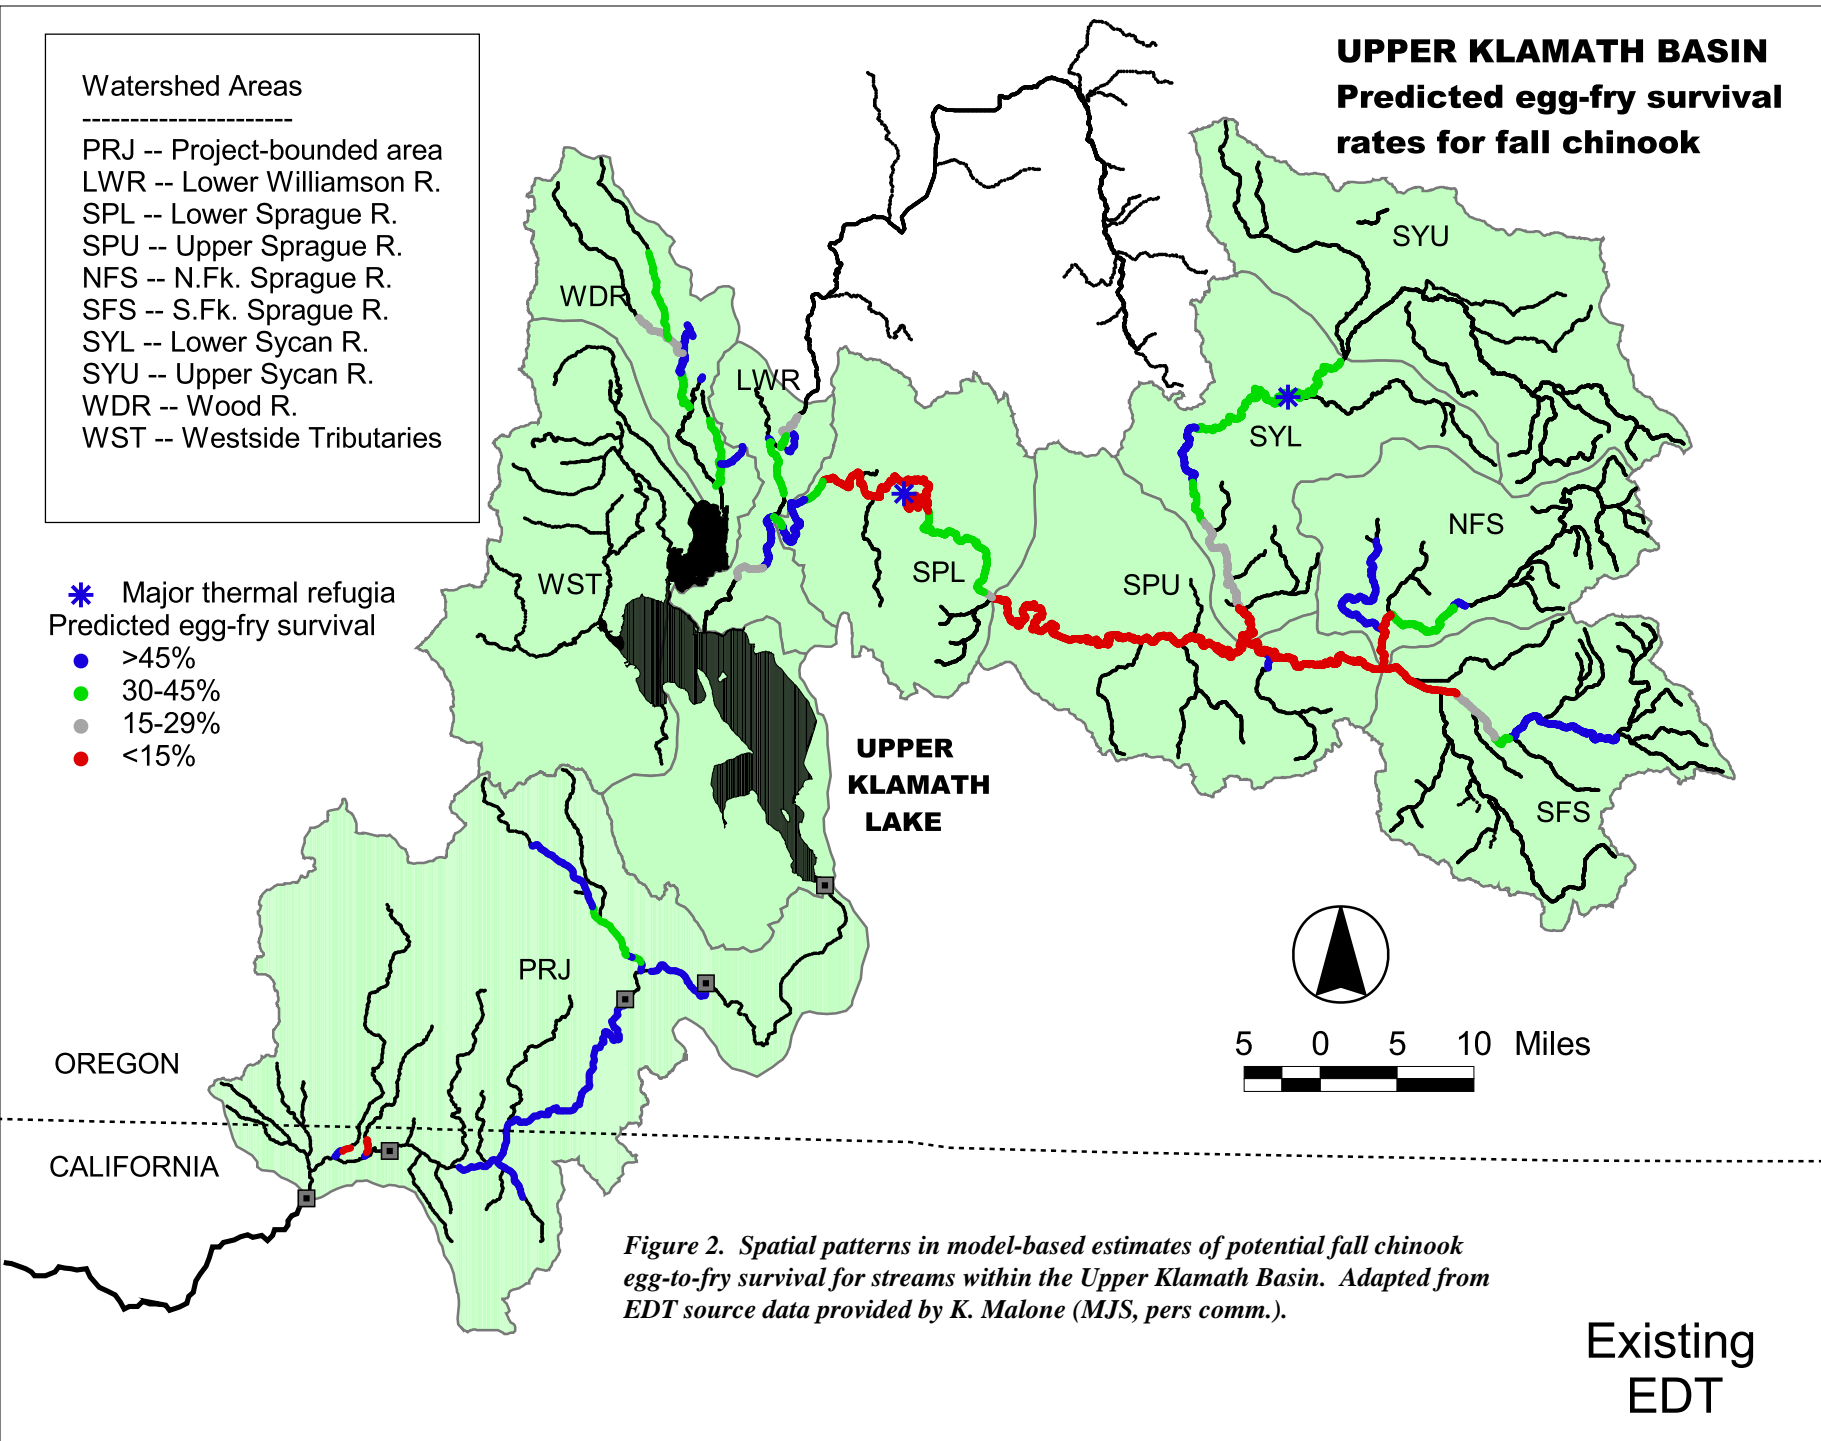 UPPER KLAMATH BASIN
Predicted egg-fry survival
rates for fall chinook
Watershed Areas
----------------------
PRJ -- Project-bounded area
LWR -- Lower Williamson R.
SPL -- Lower Sprague R.
SPU -- Upper Sprague R.
NFS -- N.Fk. Sprague R.
SFS -- S.Fk. Sprague R.
SYL -- Lower Sycan R.
SYU -- Upper Sycan R.
WDR -- Wood R.
WST -- Westside Tributaries
Major thermal refugia
Predicted egg-fry survival
>45%
30-45%
15-29%
<15%
SYU
WDR
LWR
SYL
NFS
SPL
SPU
WST
UPPER
KLAMATH
LAKE
SFS
PRJ
5 0 5 10 Miles
OREGON
CALIFORNIA
Figure 2. Spatial patterns in model-based estimates of potential fall chinook
egg-to-fry survival for streams within the Upper Klamath Basin. Adapted from
EDT source data provided by K. Malone (MJS, pers comm.).
Existing
EDT